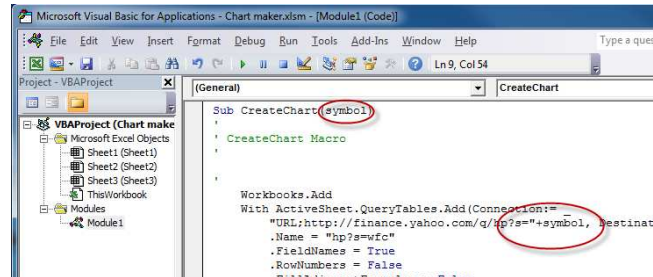 Microsoft Visual Basic for Applications - Chart maker.xlsm - [Module1 (Code)]
File Edit View Insert Format Debug Run Tools Add-Ins Window Help Type a ques
Ln 9, Col 54
Project - VBAProject
(General) CreateChart
VBAProject (Chart make
Microsoft Excel Objects
Sheet1 (Sheet1)
Sheet2 (Sheet2)
Sheet3 (Sheet3)
ThisWorkbook
Modules
Module1
Sub CreateChart(symbol)
'
' CreateChart Macro
'
'
Workbooks.Add
With ActiveSheet.QueryTables.Add(Connection:= _
"URL;http://finance.yahoo.com/q/hp?s="+symbol, Destinat
.Name = "hp?s=wfc"
.FieldNames = True
.RowNumbers = False